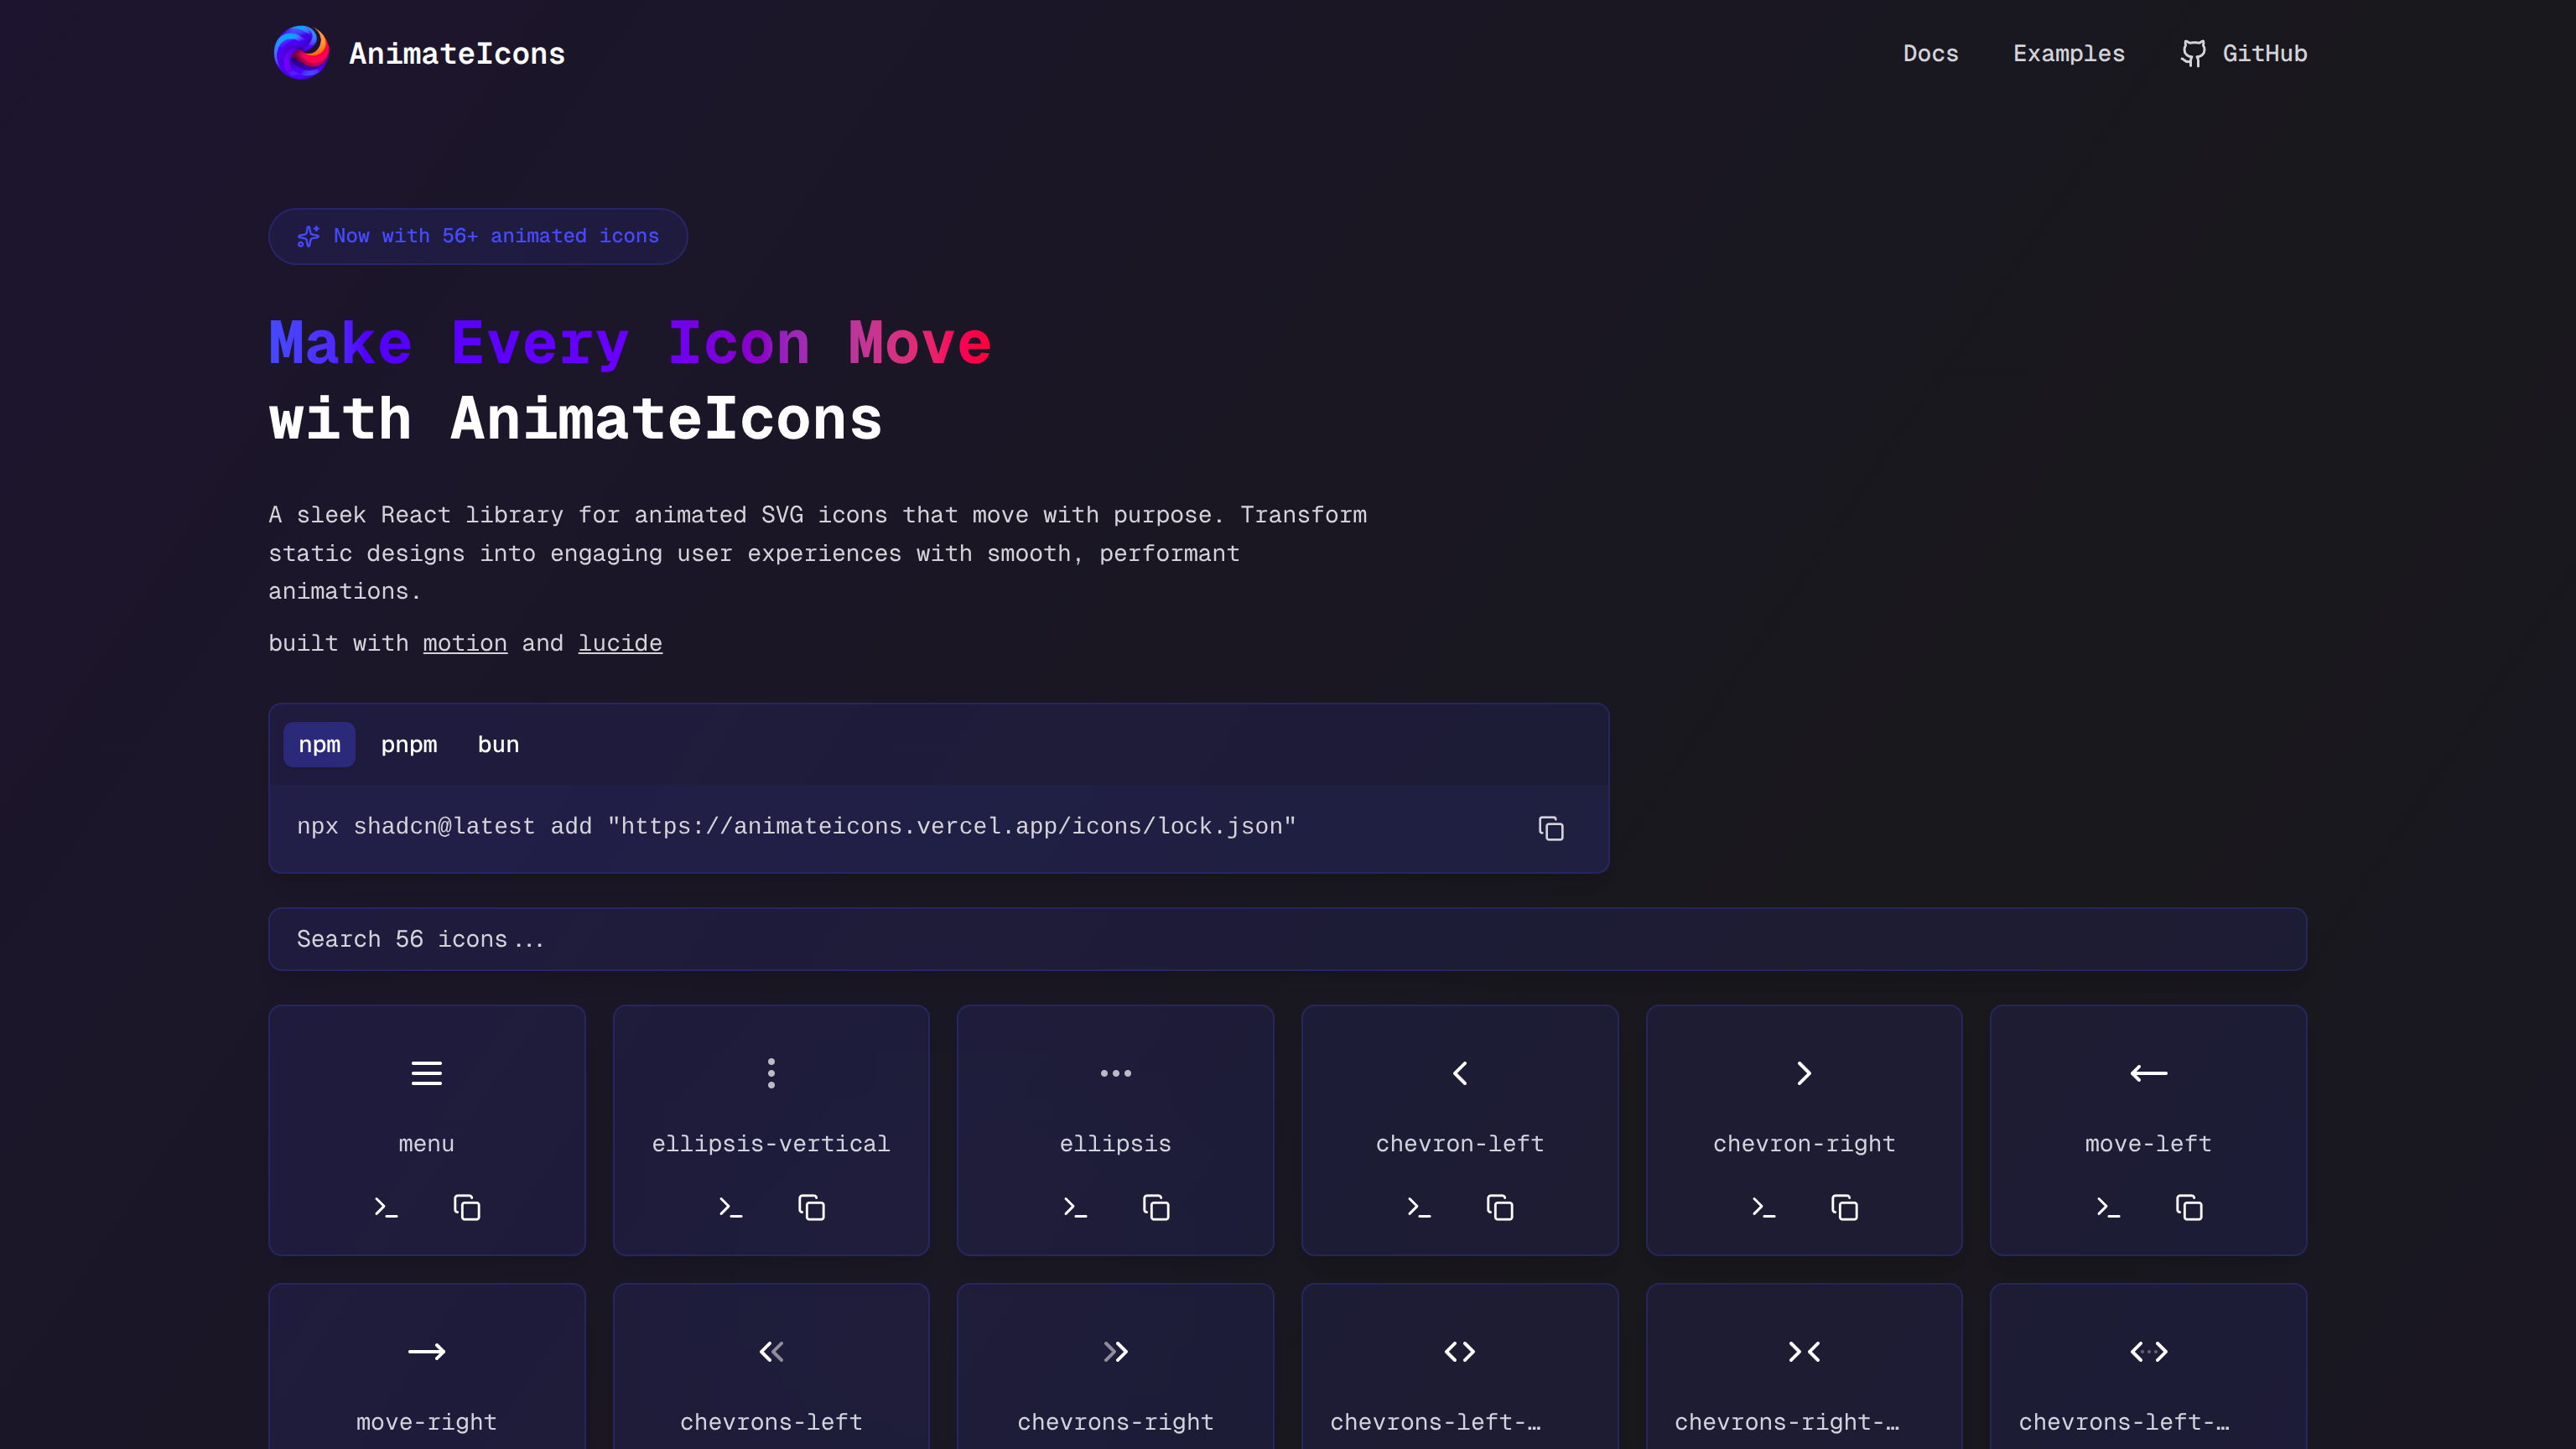 AnimateIcons
Docs
Examples
GitHub
Now with 56+ animated icons
Make Every Icon Move
with AnimateIcons
A sleek React library for animated SVG icons that move with purpose. Transform
static designs into engaging user experiences with smooth, performant
animations.
built with motion and lucide
npm
pnpm
bun
npx shadcn@latest add "https://animateicons.vercel.app/icons/lock.json"
Search 56 icons...
menu
ellipsis-vertical
ellipsis
chevron-left
chevron-right
move-left
move-right
chevrons-left
chevrons-right
chevrons-left-…
chevrons-right-…
chevrons-left-…